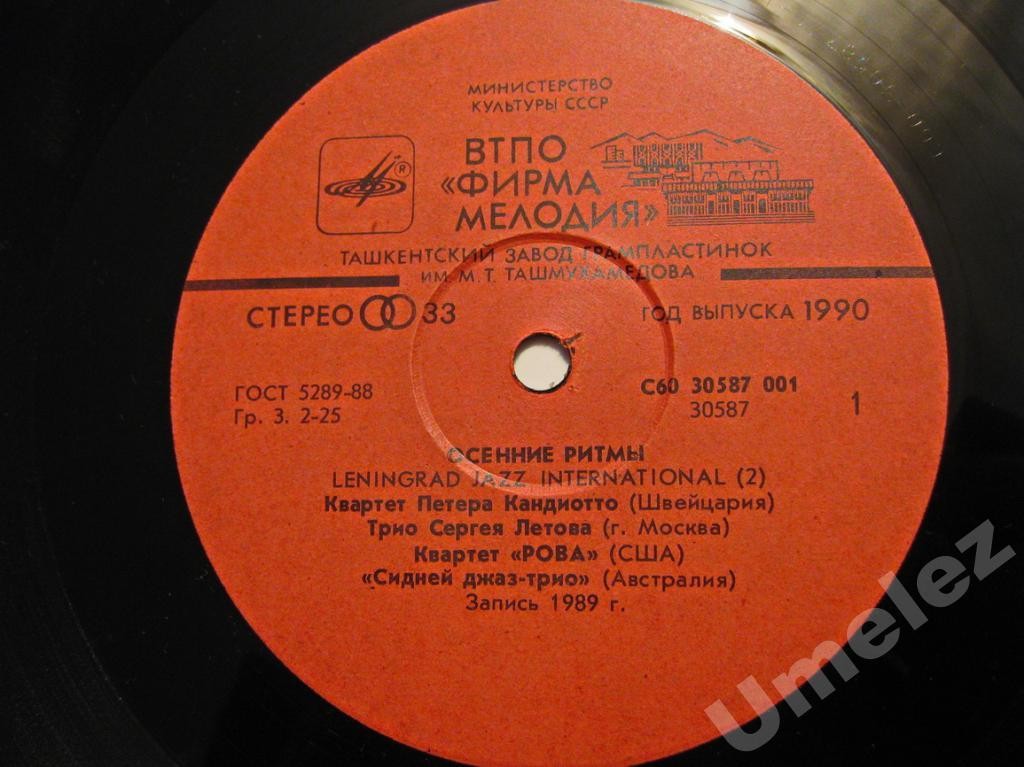 МИНИСТЕРСТВО
КУЛЬТУРЫ СССР
ВТПО
«ФИРМА
МЕЛОДИЯ»
®
ТАШКЕНТСКИЙ ЗАВОД ГРАМПЛАСТИНОК
ИМ. М. Т. ТАШМУХАМЕДОВА
СТЕРЕО 33
ГОД ВЫПУСКА 1990
ГОСТ 5289-88
Гр. 3. 2-25
С60 30587 001
30587
1
ОСЕННИЕ РИТМЫ
LENINGRAD JAZZ INTERNATIONAL (2)
Квартет Петера Кандиотто (Швейцария)
Трио Сергея Летова (г. Москва)
Квартет «РОВА» (США)
«Сидней джаз-трио» (Австралия)
Запись 1989 г.
Umelez